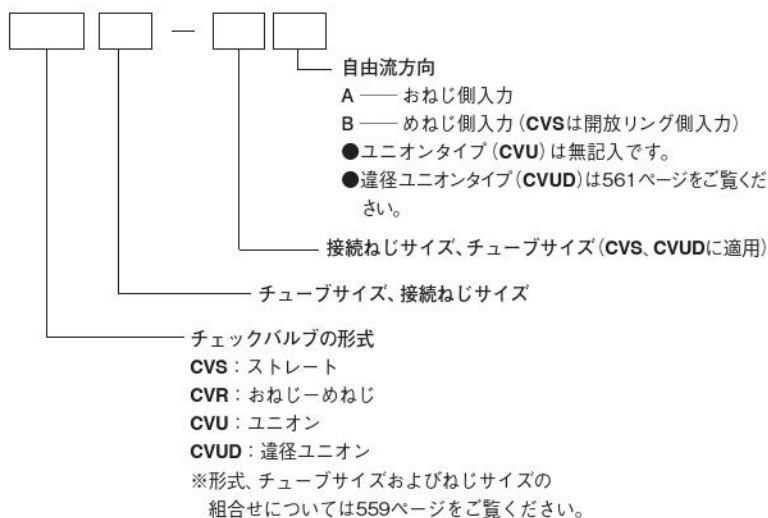 自由流方向
A ── おねじ側入力
B ── めねじ側入力（CVSは開放リング側入力）
●ユニオンタイプ（CVU）は無記入です。
●違径ユニオンタイプ（CVUD）は561ページをご覧くだ
さい。
接続ねじサイズ、チューブサイズ（CVS、CVUDに適用）
チューブサイズ、接続ねじサイズ
チェックバルブの形式
CVS：ストレート
CVR：おねじーめねじ
CVU：ユニオン
CVUD：違径ユニオン
※形式、チューブサイズおよびねじサイズの
組合せについては559ページをご覧ください。